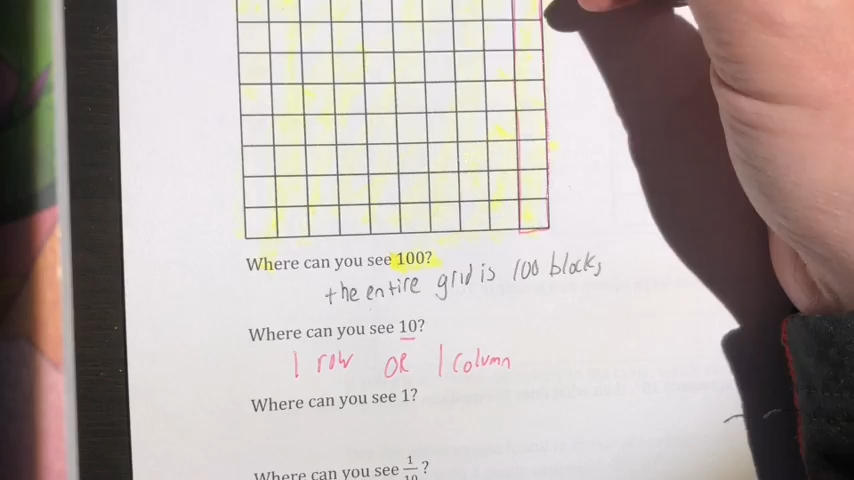 Where can you see 100?
the entire grid is 100 blocks
Where can you see 10?
1 row OR 1 column
Where can you see 1?
Where can you see 1/10?